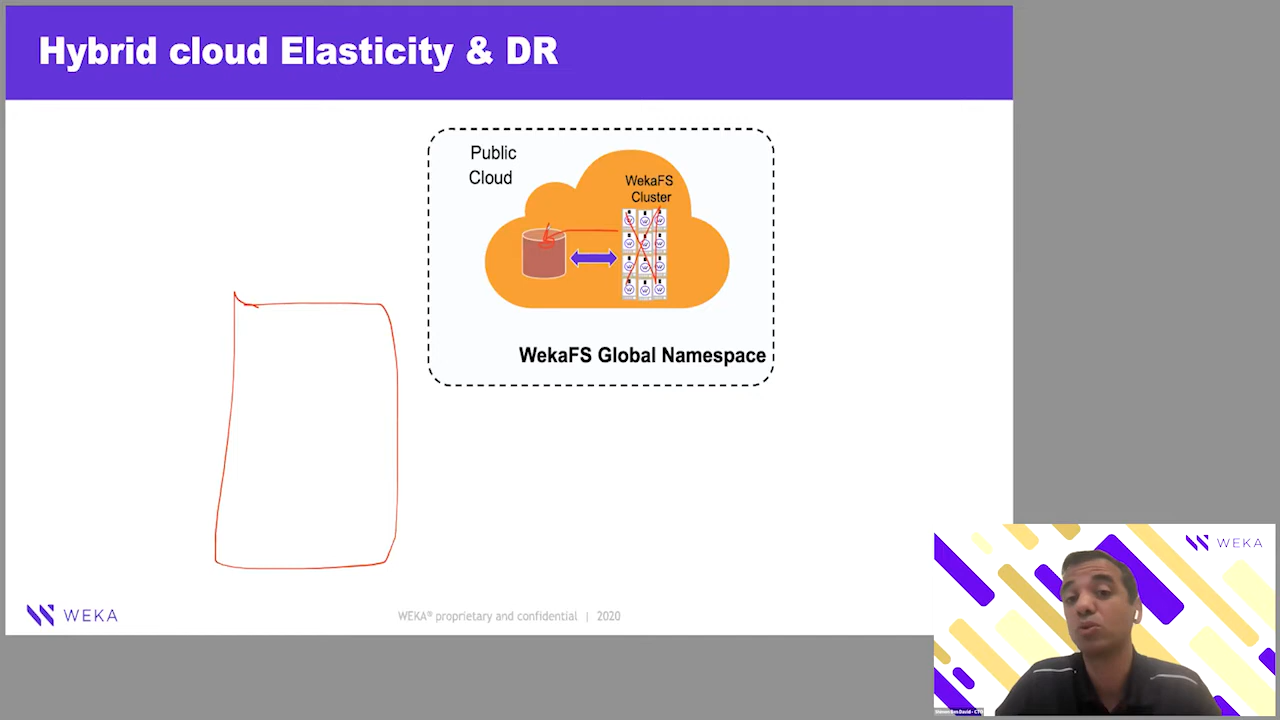 Hybrid cloud Elasticity & DR
Public
Cloud
WekaFS
Cluster
WekaFS Global Namespace
WEKA
WEKA® proprietary and confidential | 2020
WEKA